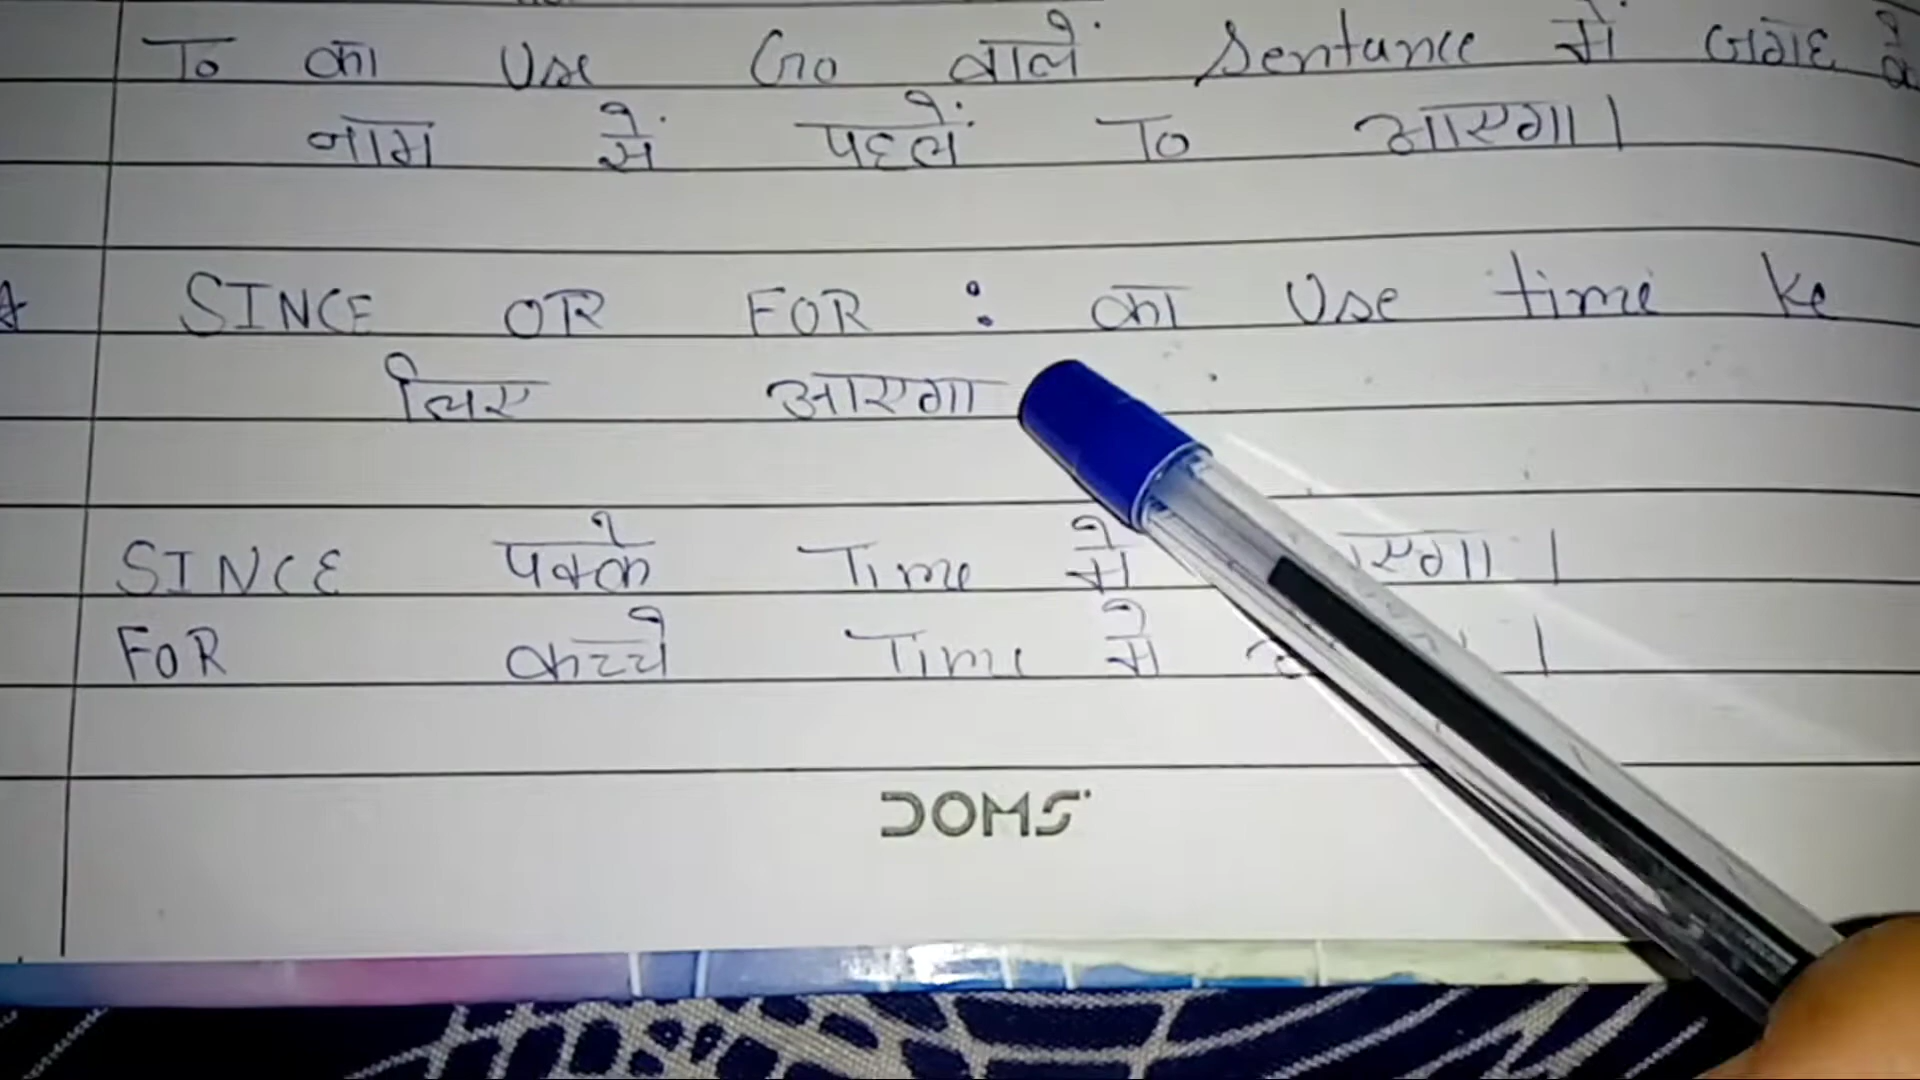 To का Use Go वाले Sentance में जगह के
नाम से पहले To आएगा।
SINCE OR FOR : का Use time ke
लिए आएगा
SINCE पक्के Time में
FOR कच्चे Time में
DOMS